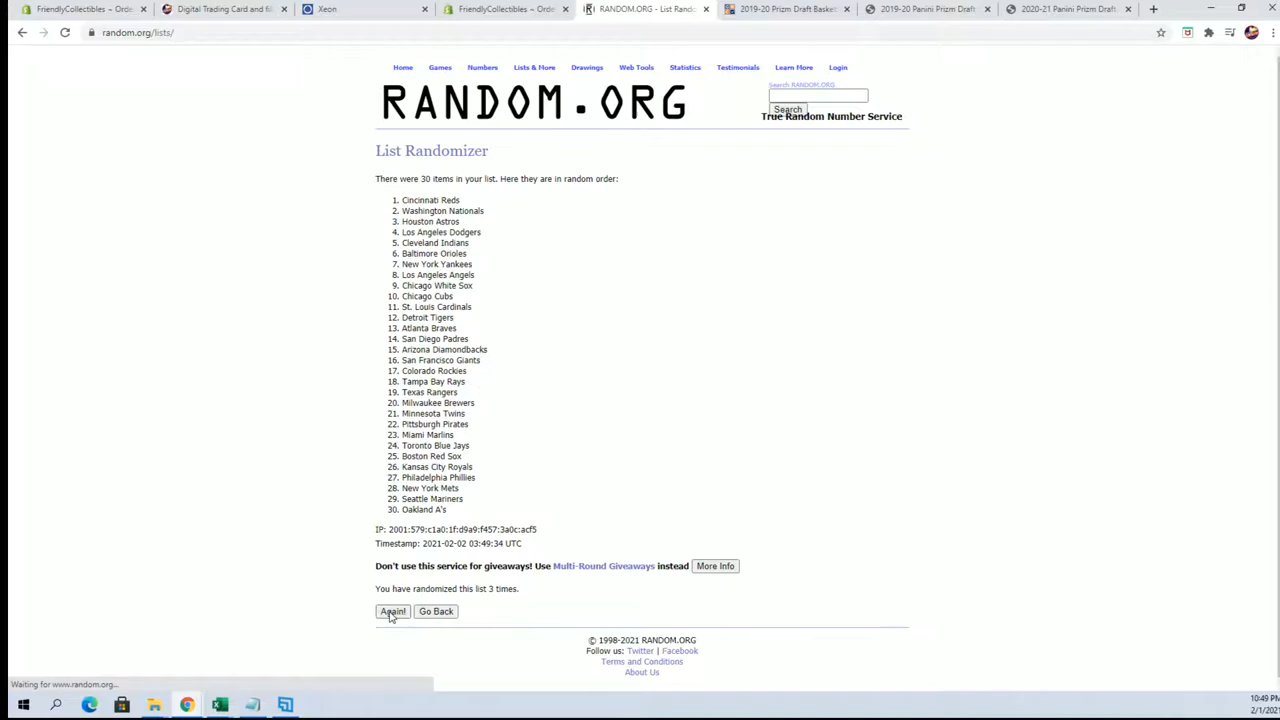 FriendlyCollectibles ~ Orde
Digital Trading Card and fil
Xeon
FriendlyCollectibles ~ Orde
RANDOM.ORG - List Rando
2019-20 Prizm Draft Basket
2019-20 Panini Prizm Draft
2020-21 Panini Prizm Draft
random.org/lists/
Home Games Numbers Lists & More Drawings Web Tools Statistics Testimonials Learn More Login
RANDOM.ORG
Search RANDOM.ORG
Search
True Random Number Service
List Randomizer
There were 30 items in your list. Here they are in random order:
1. Cincinnati Reds
2. Washington Nationals
3. Houston Astros
4. Los Angeles Dodgers
5. Cleveland Indians
6. Baltimore Orioles
7. New York Yankees
8. Los Angeles Angels
9. Chicago White Sox
10. Chicago Cubs
11. St. Louis Cardinals
12. Detroit Tigers
13. Atlanta Braves
14. San Diego Padres
15. Arizona Diamondbacks
16. San Francisco Giants
17. Colorado Rockies
18. Tampa Bay Rays
19. Texas Rangers
20. Milwaukee Brewers
21. Minnesota Twins
22. Pittsburgh Pirates
23. Miami Marlins
24. Toronto Blue Jays
25. Boston Red Sox
26. Kansas City Royals
27. Philadelphia Phillies
28. New York Mets
29. Seattle Mariners
30. Oakland A's
IP: 2001:579:c1a0:1f:d9a9:f457:3a0c:acf5
Timestamp: 2021-02-02 03:49:34 UTC
Don't use this service for giveaways! Use Multi-Round Giveaways instead More Info
You have randomized this list 3 times.
Again! Go Back
© 1998-2021 RANDOM.ORG
Follow us: Twitter | Facebook
Terms and Conditions
About Us
Waiting for www.random.org...
10:49 PM
2/1/2021